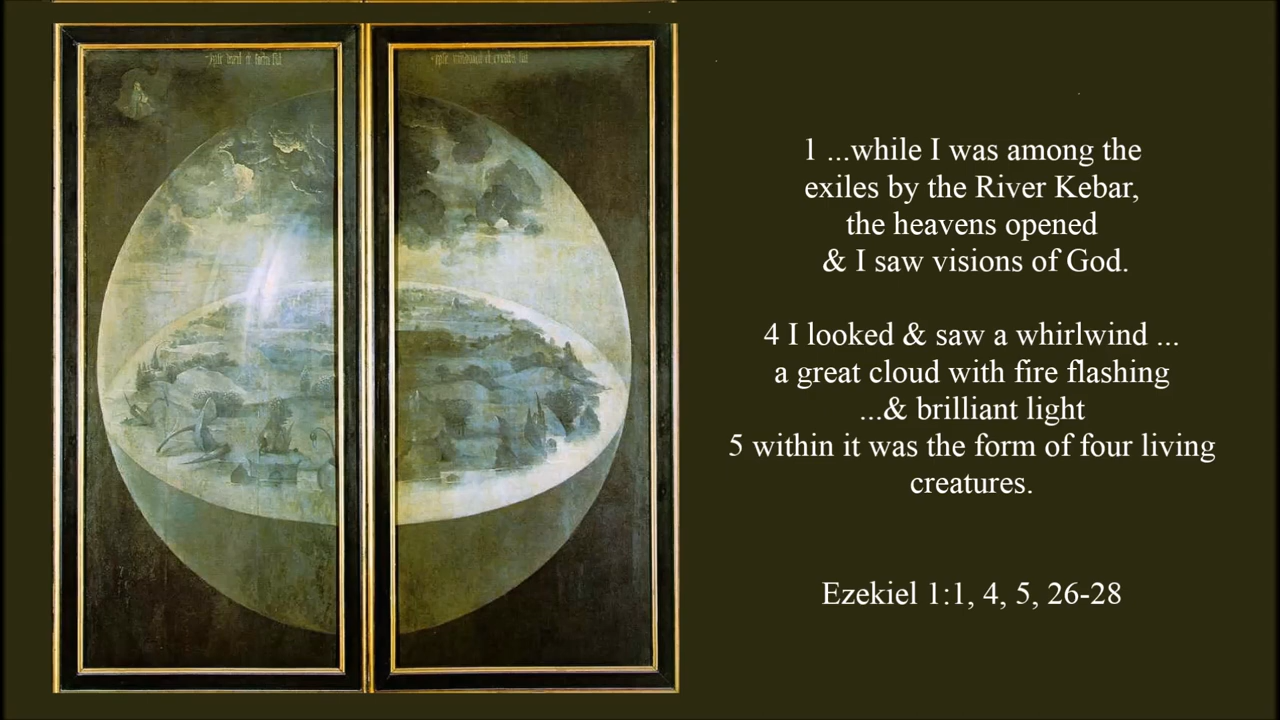 1 ...while I was among the
exiles by the River Kebar,
the heavens opened
& I saw visions of God.
4 I looked & saw a whirlwind ...
a great cloud with fire flashing
...& brilliant light
5 within it was the form of four living
creatures.
Ezekiel 1:1, 4, 5, 26-28